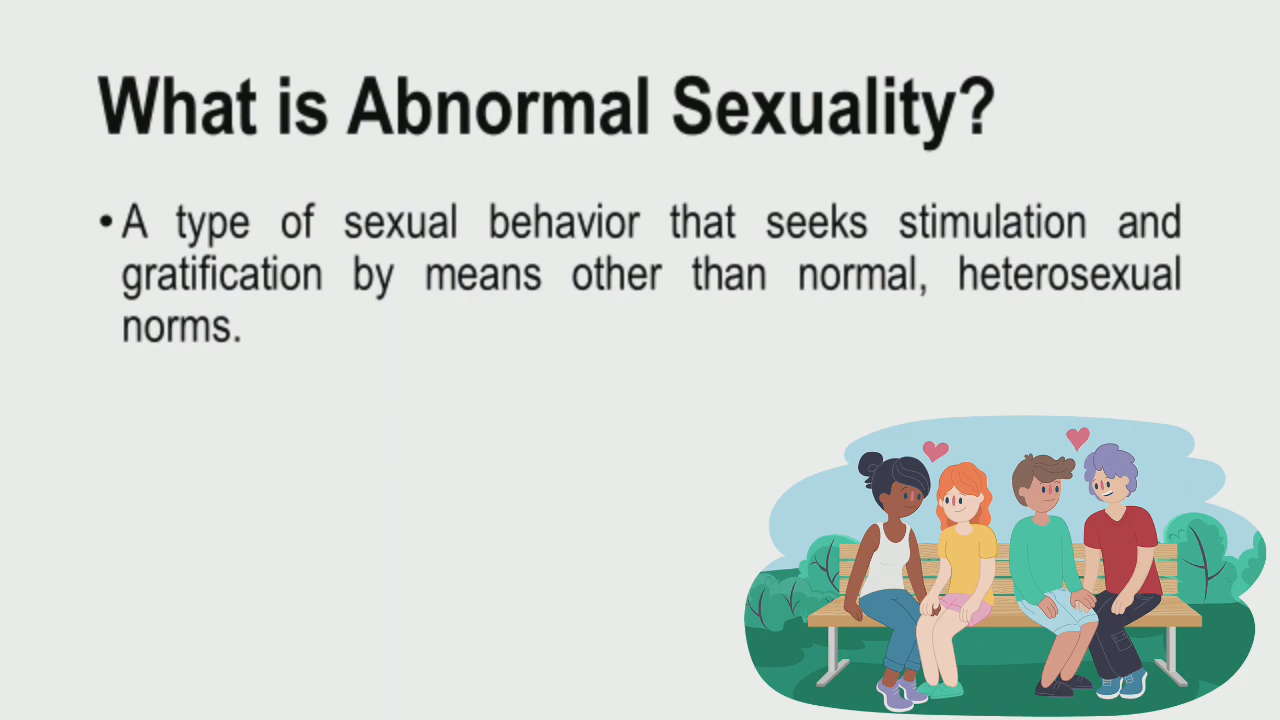 What is Abnormal Sexuality?
• A type of sexual behavior that seeks stimulation and
gratification by means other than normal, heterosexual
norms.